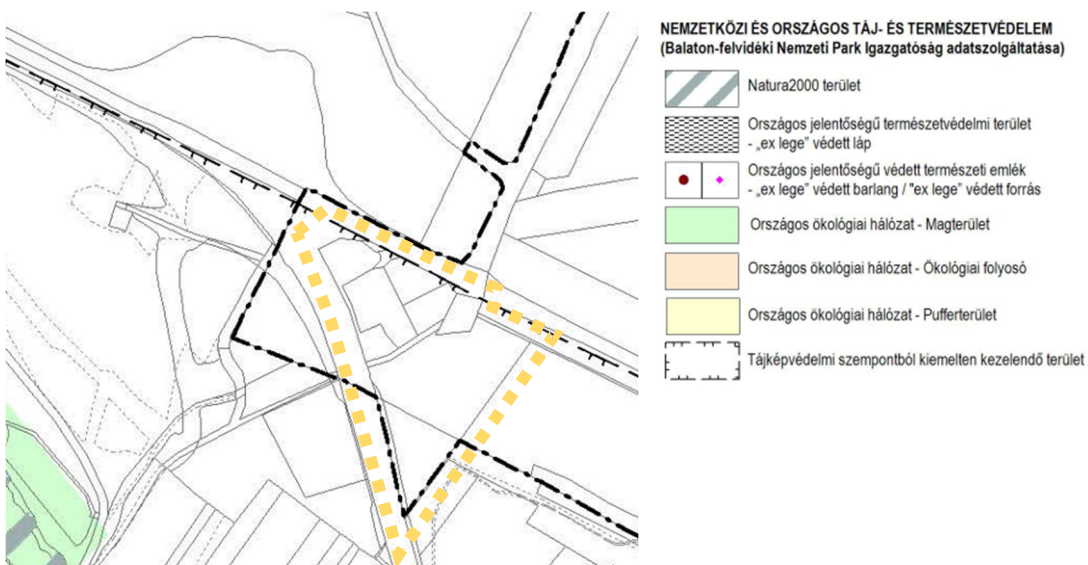 NEMZETKÖZI ÉS ORSZÁGOS TÁJ- ÉS TERMÉSZETVÉDELEM
(Balaton-felvidéki Nemzeti Park Igazgatóság adatszolgáltatása)
Natura2000 terület
Országos jelentőségű természetvédelmi terület
- „ex lege” védett láp
Országos jelentőségű védett természeti emlék
- „ex lege” védett barlang / "ex lege” védett forrás
Országos ökológiai hálózat - Magterület
Országos ökológiai hálózat - Ökológiai folyosó
Országos ökológiai hálózat - Pufferterület
Tájképvédelmi szempontból kiemelten kezelendő terület